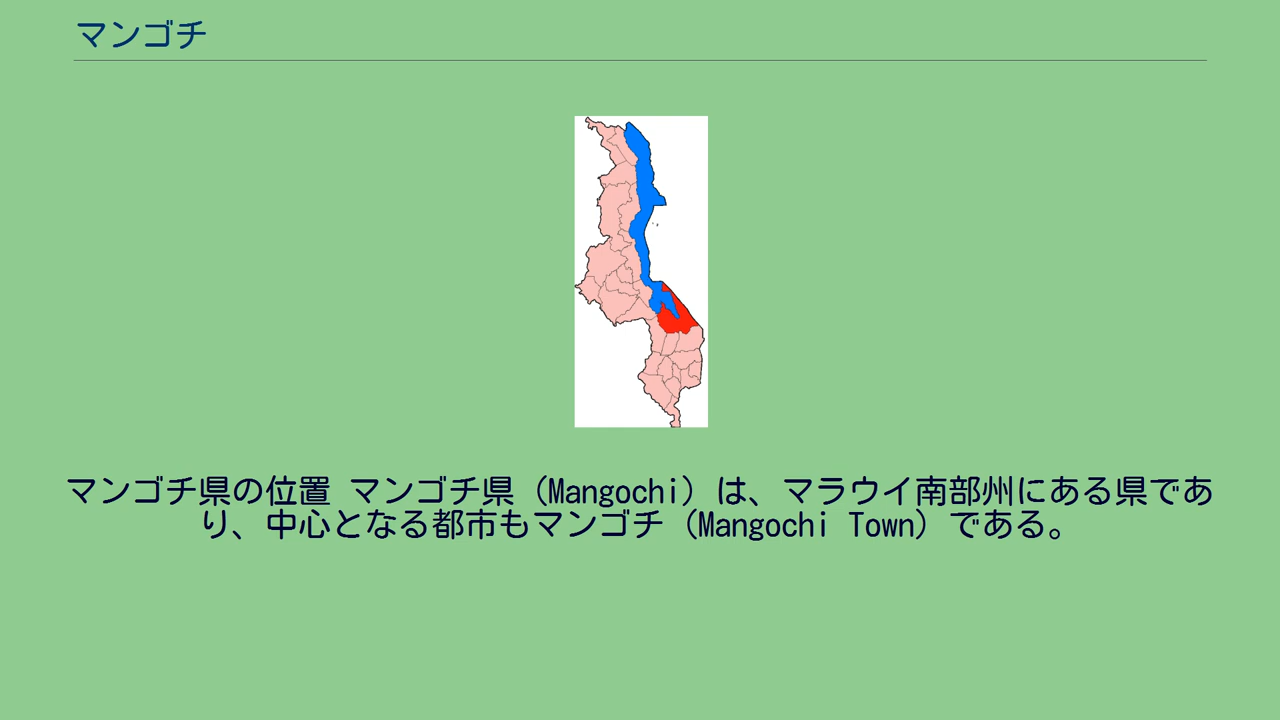 マンゴチ
マンゴチ県の位置 マンゴチ県（Mangochi）は、マラウイ南部州にある県であ
り、中心となる都市もマンゴチ（Mangochi Town）である。